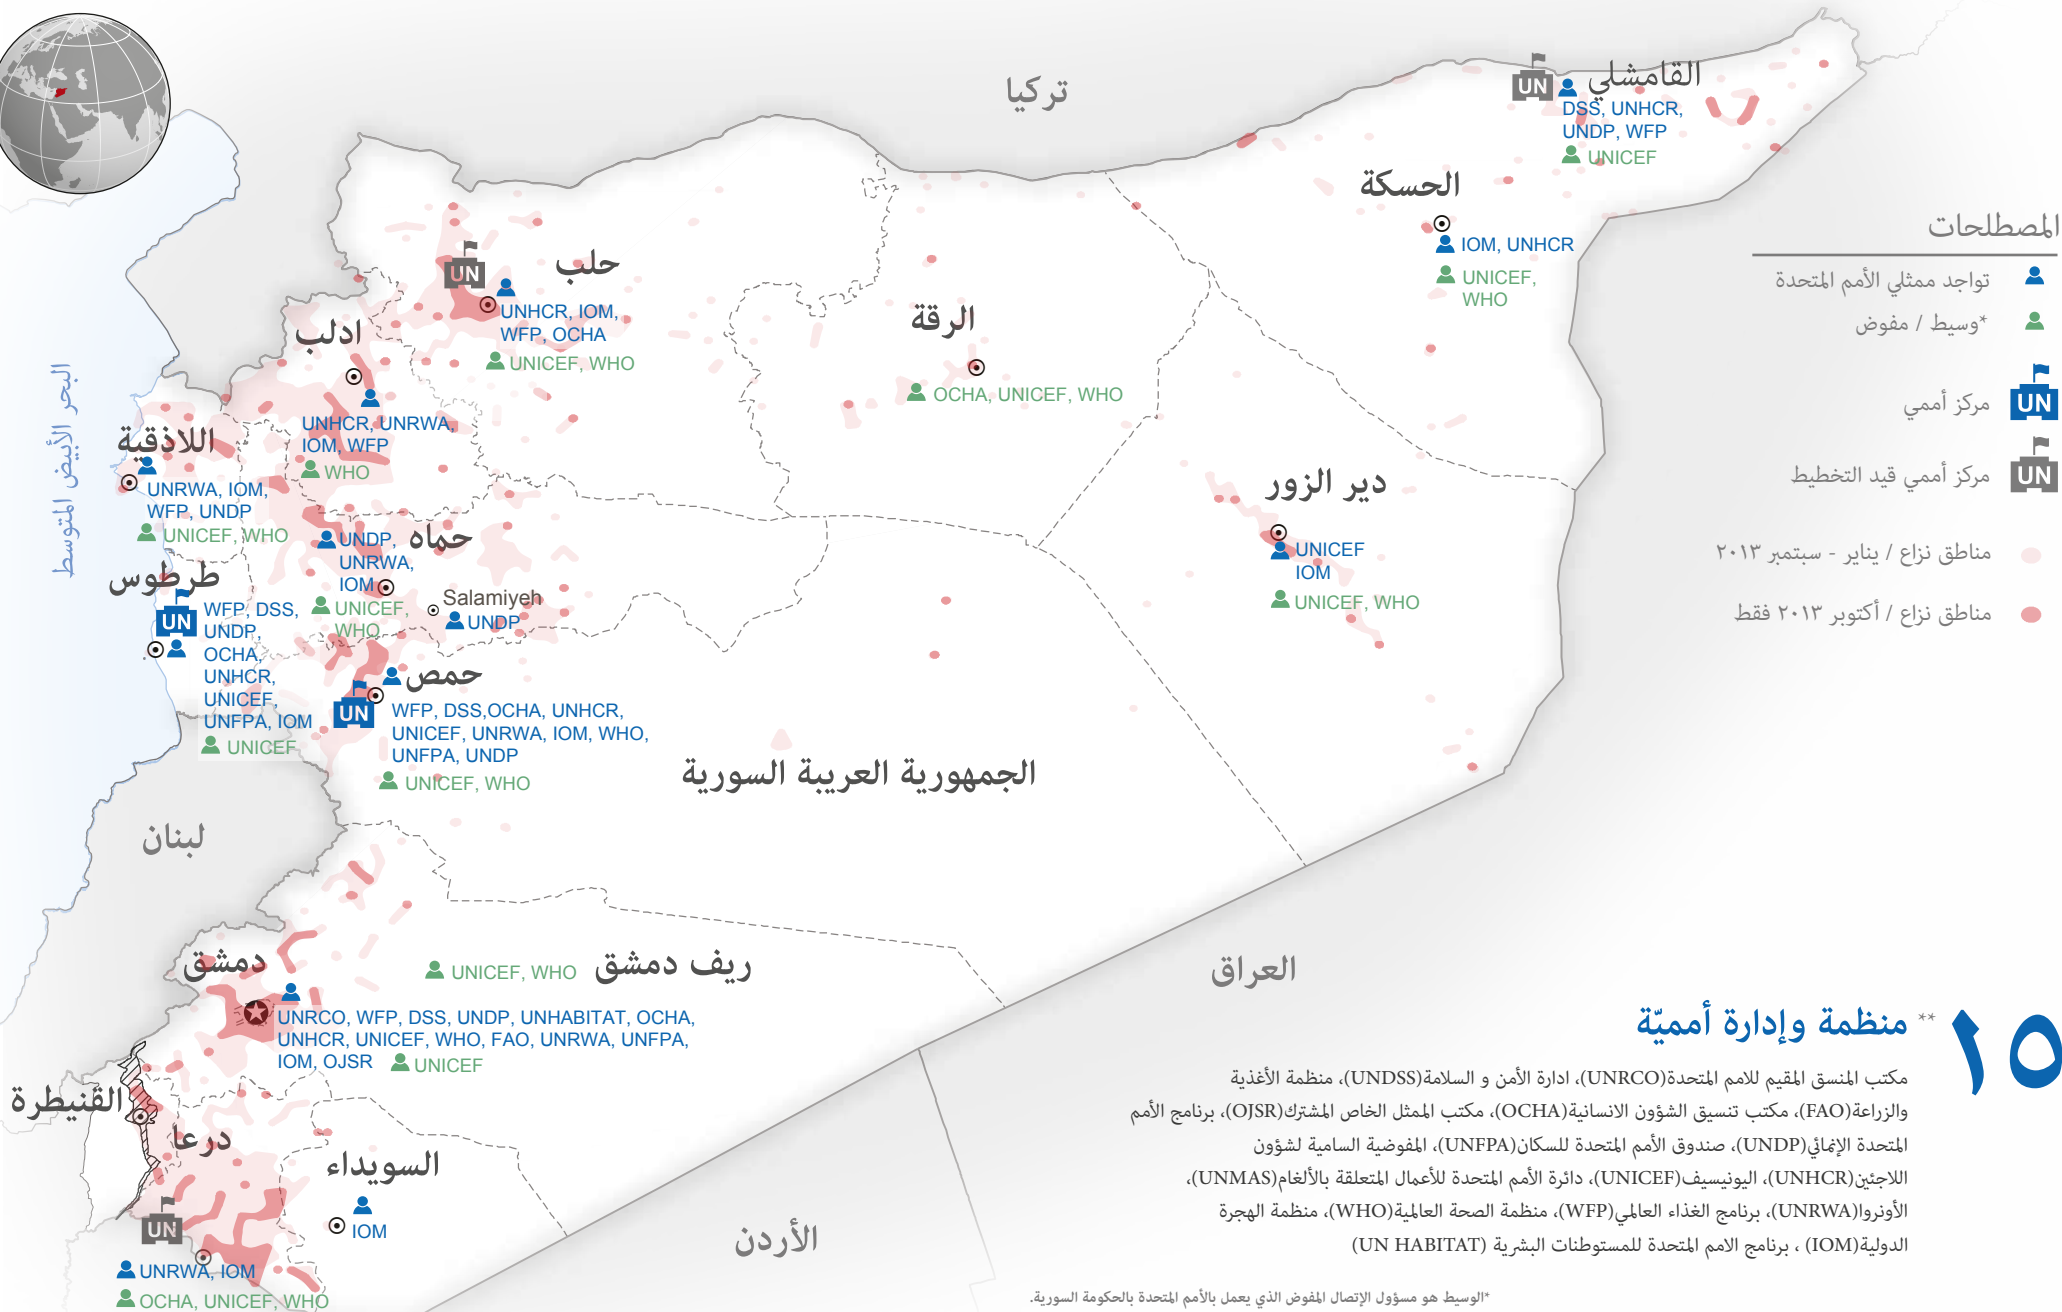 تركيا
القامشلي
UN
DSS, UNHCR,
UNDP, WFP
UNICEF
الحسكة
IOM, UNHCR
UNICEF,
WHO
المصطلحات
تواجد ممثلي الأمم المتحدة
*وسيط / مفوض
UN
مركز أممي
UN
مركز أممي قيد التخطيط
مناطق نزاع / يناير - سبتمبر ٢٠١٣
مناطق نزاع / أكتوبر ٢٠١٣ فقط
حلب
UN
UNHCR, IOM,
WFP, OCHA
UNICEF, WHO
الرقة
OCHA, UNICEF, WHO
ادلب
UNHCR, UNRWA,
IOM, WFP
WHO
البحر الأبيض المتوسط
اللاذقية
UNRWA, IOM,
WFP, UNDP
UNICEF, WHO
دير الزور
UNICEF
IOM
UNICEF, WHO
حماه
UNDP,
UNRWA,
IOM
UNICEF,
WHO
Salamiyeh
UNDP
طرطوس
UN
WFP, DSS,
UNDP,
OCHA,
UNHCR,
UNICEF,
UNFPA, IOM
UNICEF
حمص
UN
WFP, DSS,OCHA, UNHCR,
UNICEF, UNRWA, IOM, WHO,
UNFPA, UNDP
UNICEF, WHO
الجمهورية العريبة السورية
لبنان
دمشق
ريف دمشق
UNICEF, WHO
UNRCO, WFP, DSS, UNDP, UNHABITAT, OCHA,
UNHCR, UNICEF, WHO, FAO, UNRWA, UNFPA,
IOM, OJSR
UNICEF
العراق
القنيطرة
درعا
UN
UNRWA, IOM
OCHA, UNICEF, WHO
السويداء
IOM
الأردن
١٥ ** منظمة وإدارة أمميّة
مكتب المنسق المقيم للامم المتحدة(UNRCO)، ادارة الأمن و السلامة(UNDSS)، منظمة الأغذية
والزراعة(FAO)، مكتب تنسيق الشؤون الانسانية(OCHA)، مكتب الممثل الخاص المشترك(OJSR)، برنامج الأمم
المتحدة الإنمائي(UNDP)، صندوق الأمم المتحدة للسكان(UNFPA)، المفوضية السامية لشؤون
اللاجئين(UNHCR)، اليونيسيف(UNICEF)، دائرة الأمم المتحدة للأعمال المتعلقة بالألغام(UNMAS)،
الأونروا(UNRWA)، برنامج الغذاء العالمي(WFP)، منظمة الصحة العالمية(WHO)، منظمة الهجرة
الدولية(IOM) ، برنامج الامم المتحدة للمستوطنات البشرية (UN HABITAT)
*الوسيط هو مسؤول الإتصال المفوض الذي يعمل بالأمم المتحدة بالحكومة السورية.